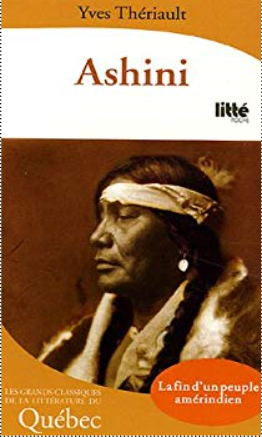 Yves Thériault
Ashini
litté
POCHE
La fin d'un peuple
amérindien
LES GRANDS CLASSIQUES
DE LA LITTÉRATURE DU
Québec